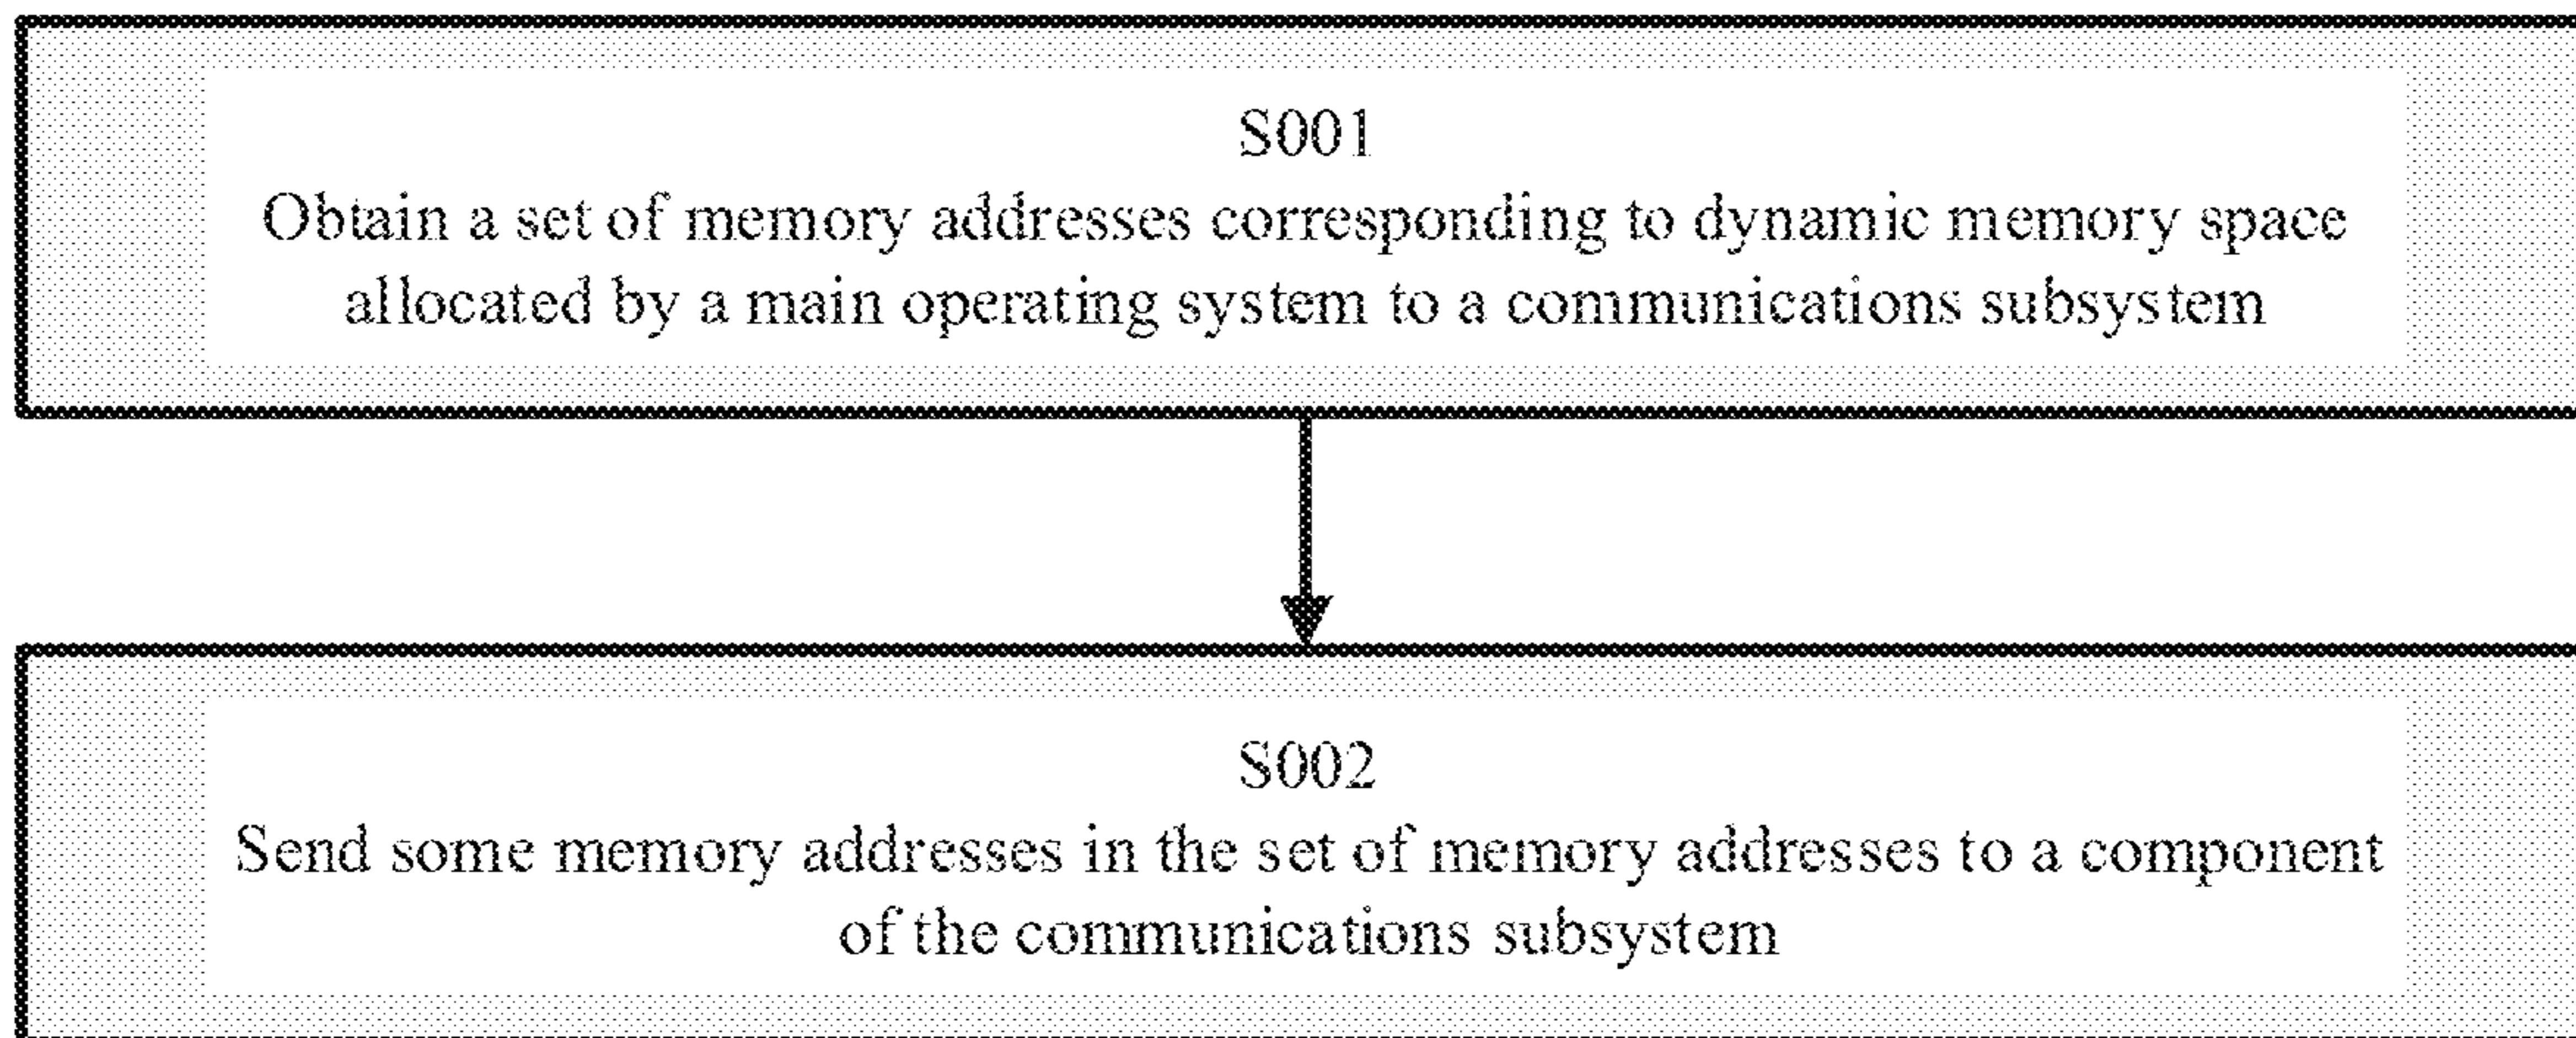 S001
Obtain a set of memory addresses corresponding to dynamic memory space
allocated by a main operating system to a communications subsystem
S002
Send some memory addresses in the set of memory addresses to a component
of the communications subsystem